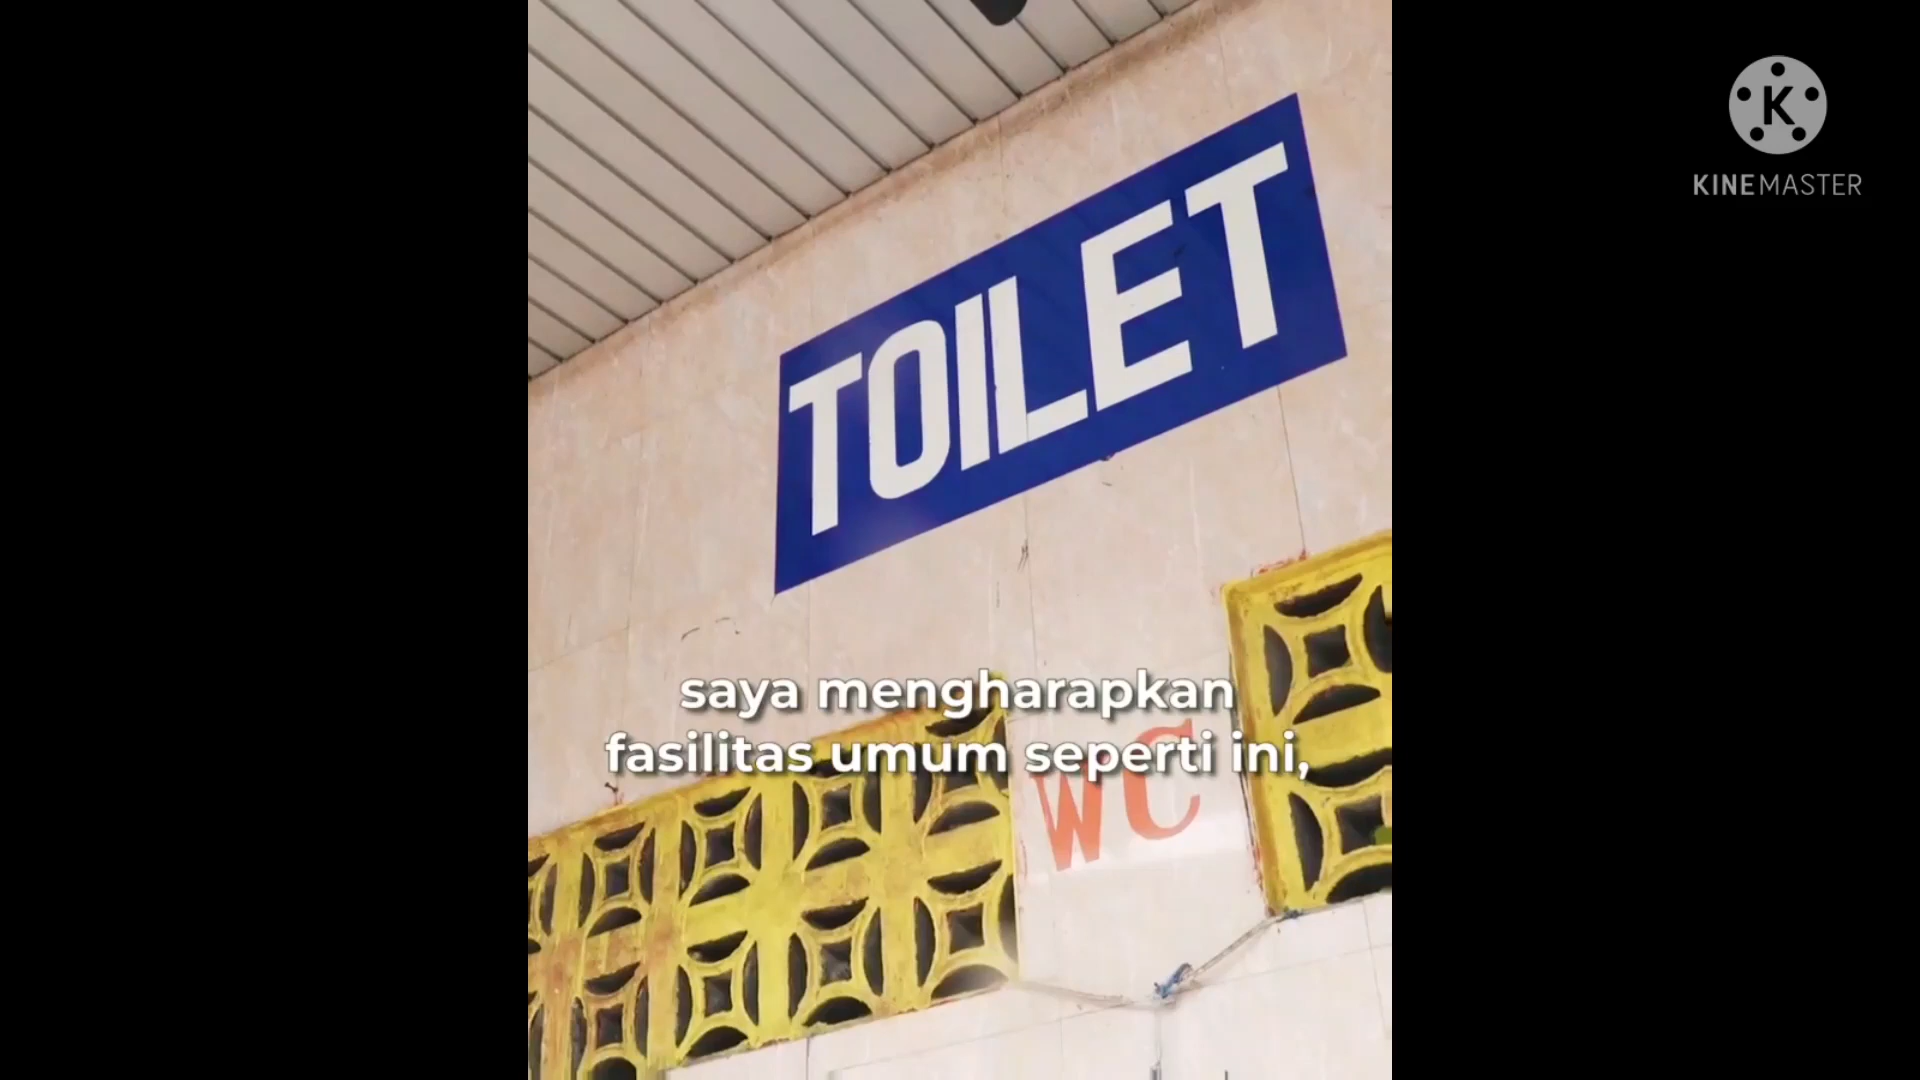 KINEMASTER
TOILET
saya mengharapkan
fasilitas umum seperti ini,
WC